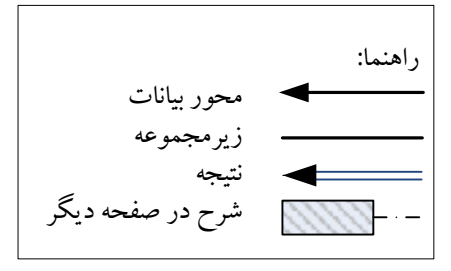 راهنما:
محور بیانات
زیرمجموعه
نتیجه
شرح در صفحه دیگر